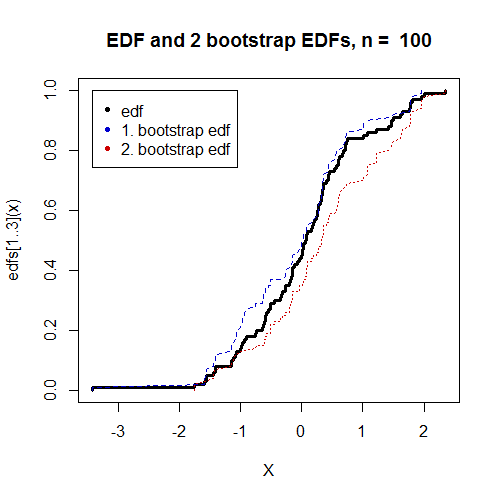 EDF and 2 bootstrap EDFs, n = 100
edf
1. bootstrap edf
2. bootstrap edf
edfs[1..3](x)
1.0
0.8
0.6
0.4
0.2
0.0
-3 -2 -1 0 1 2
X